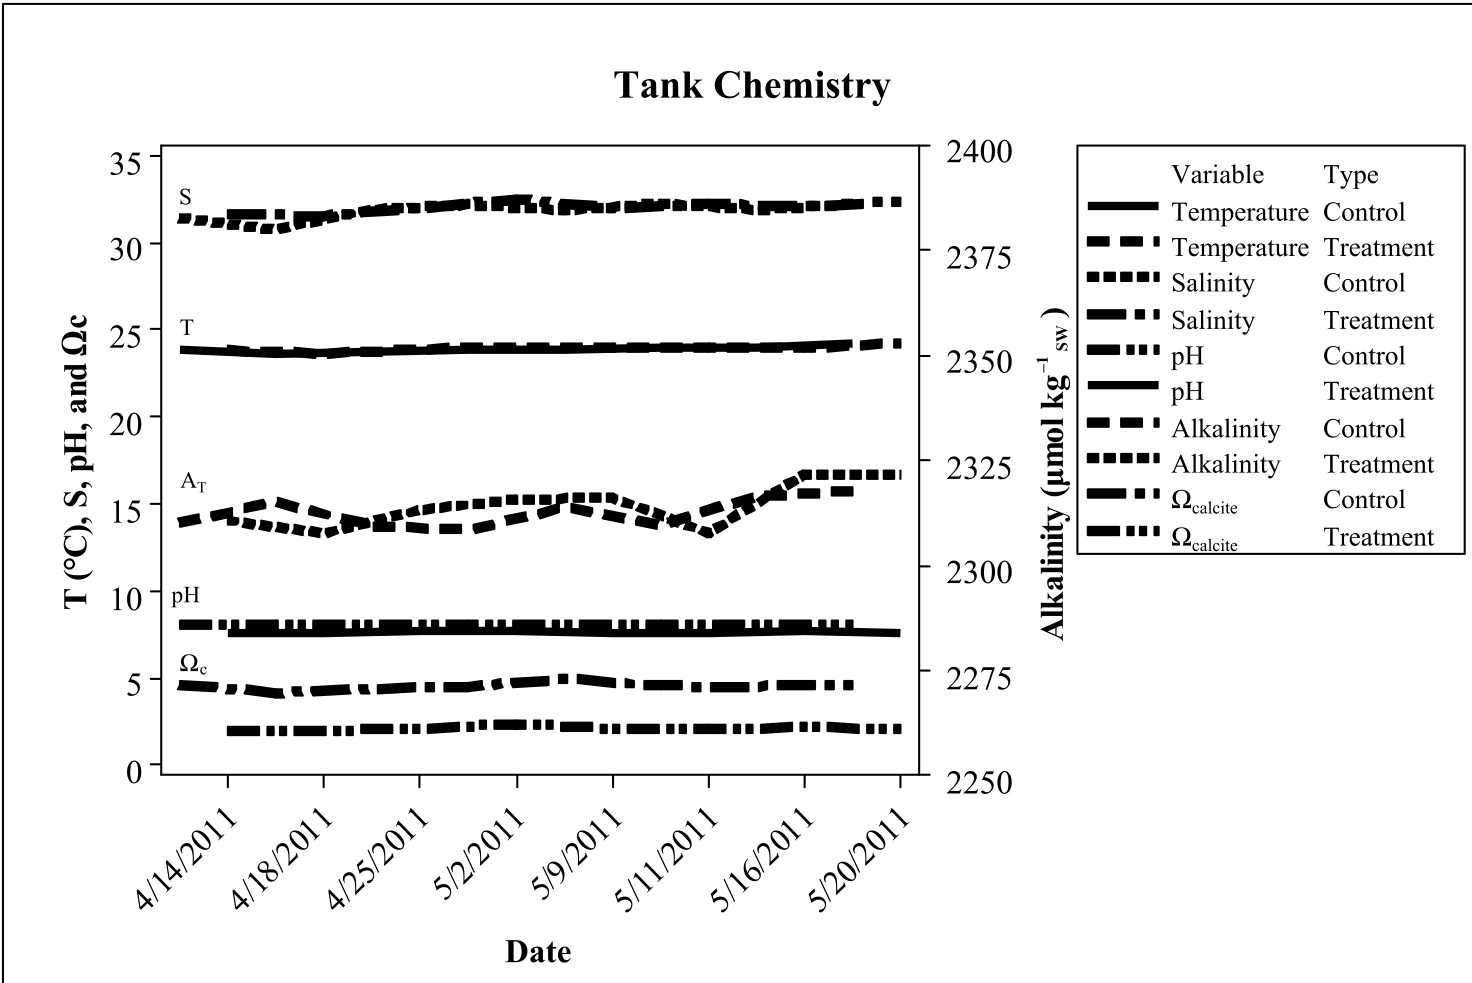 Tank Chemistry
35
30
25
20
15
10
5
0
T (°C), S, pH, and Ωc
S
T
A_T
pH
Ω_c
2400
2375
2350
2325
2300
2275
2250
Alkalinity (µmol kg⁻¹ _SW)
4/14/2011
4/18/2011
4/25/2011
5/2/2011
5/9/2011
5/11/2011
5/16/2011
5/20/2011
Date
Variable Type
Temperature Control
Temperature Treatment
Salinity Control
Salinity Treatment
pH Control
pH Treatment
Alkalinity Control
Alkalinity Treatment
Ω_calcite Control
Ω_calcite Treatment